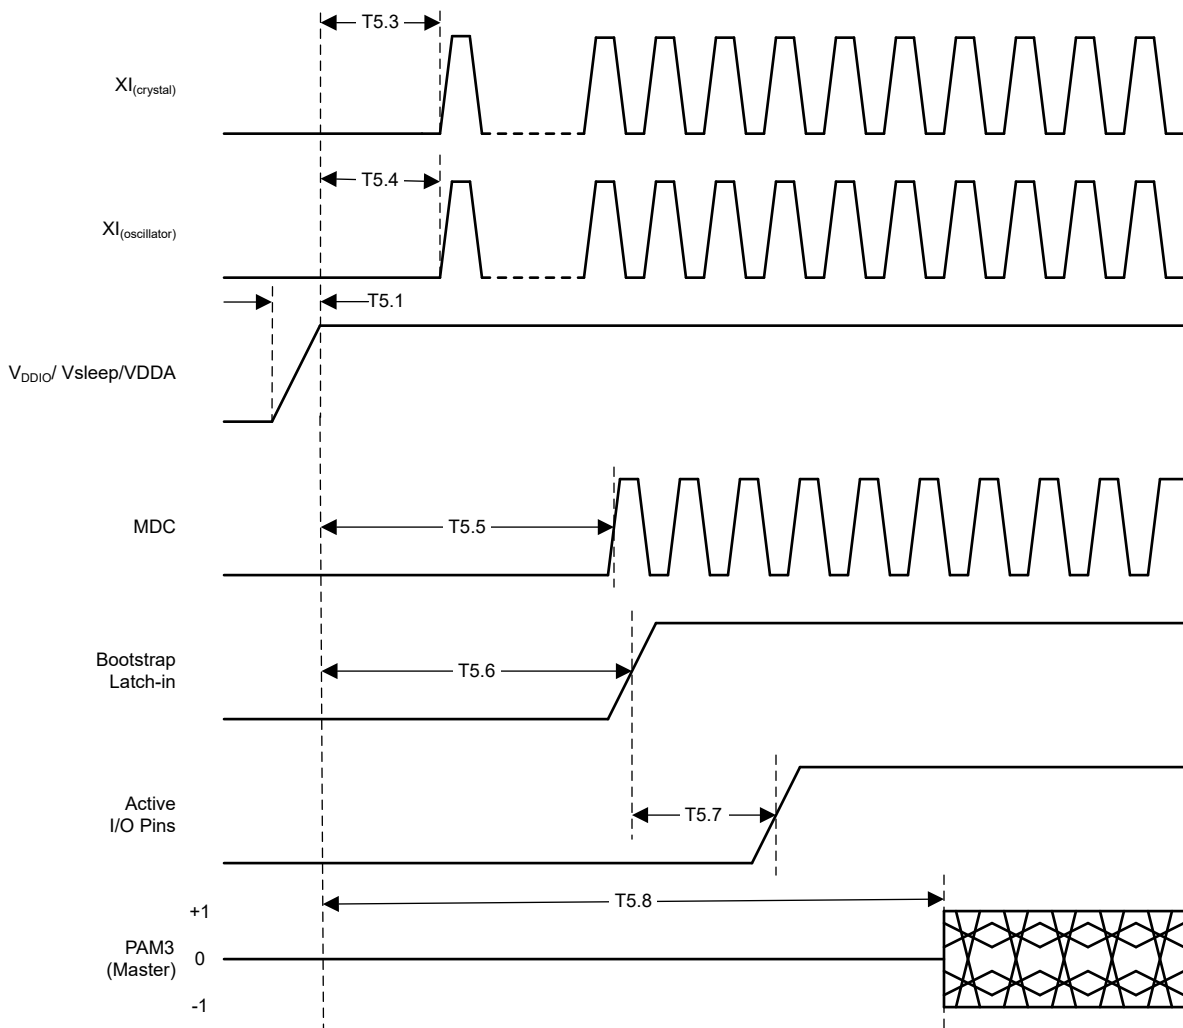 T5.3
XI(crystal)
T5.4
XI(oscillator)
T5.1
VDDIO/ Vsleep/VDDA
MDC
T5.5
Bootstrap
Latch-in
T5.6
Active
I/O Pins
T5.7
T5.8
+1
PAM3
(Master)
0
-1